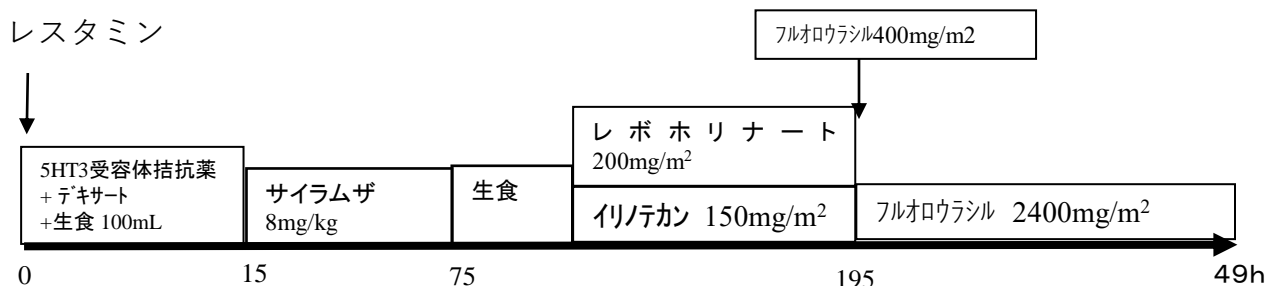 レスタミン
ﾌﾙｵﾛｳﾗｼﾙ400mg/m2
5HT3受容体拮抗薬
+ ﾃﾞｷｻｰﾄ
+生食 100mL
サイラムザ
8mg/kg
生食
レボホリナート
200mg/m²
ｲﾘﾉﾃｶﾝ 150mg/m²
ﾌﾙｵﾛｳﾗｼﾙ 2400mg/m²
0
15
75
195
49h